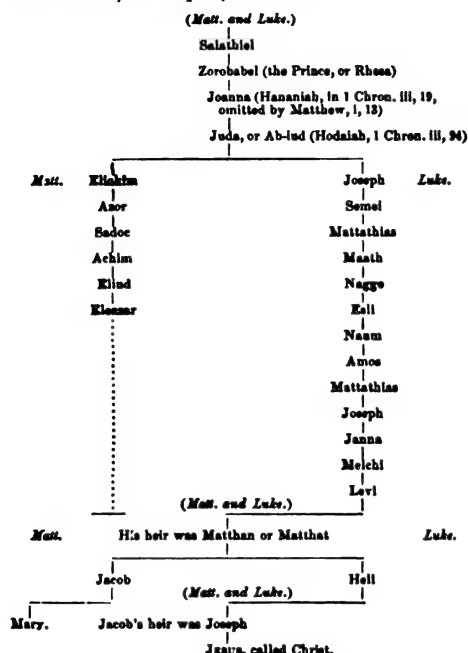 (Matt. and Luke.)
Salathiel
Zorobabel (the Prince, or Rhesa)
Joanna (Hananiah, in 1 Chron. iii, 19,
omitted by Matthew, i, 13)
Juda, or Ab-iud (Hodaiah, 1 Chron. iii, 24)
Matt. Eliakim Joseph Luke.
Azor Semei
Sadoc Mattathias
Achim Maath
Eliud Nagge
Eleazar Esli
Naum
Amos
Mattathias
Joseph
Janna
Melchi
Levi
(Matt. and Luke.)
Matt. His heir was Matthan or Matthat Luke.
Jacob Heli
(Matt. and Luke.)
Mary. Jacob's heir was Joseph
Jesus, called Christ.